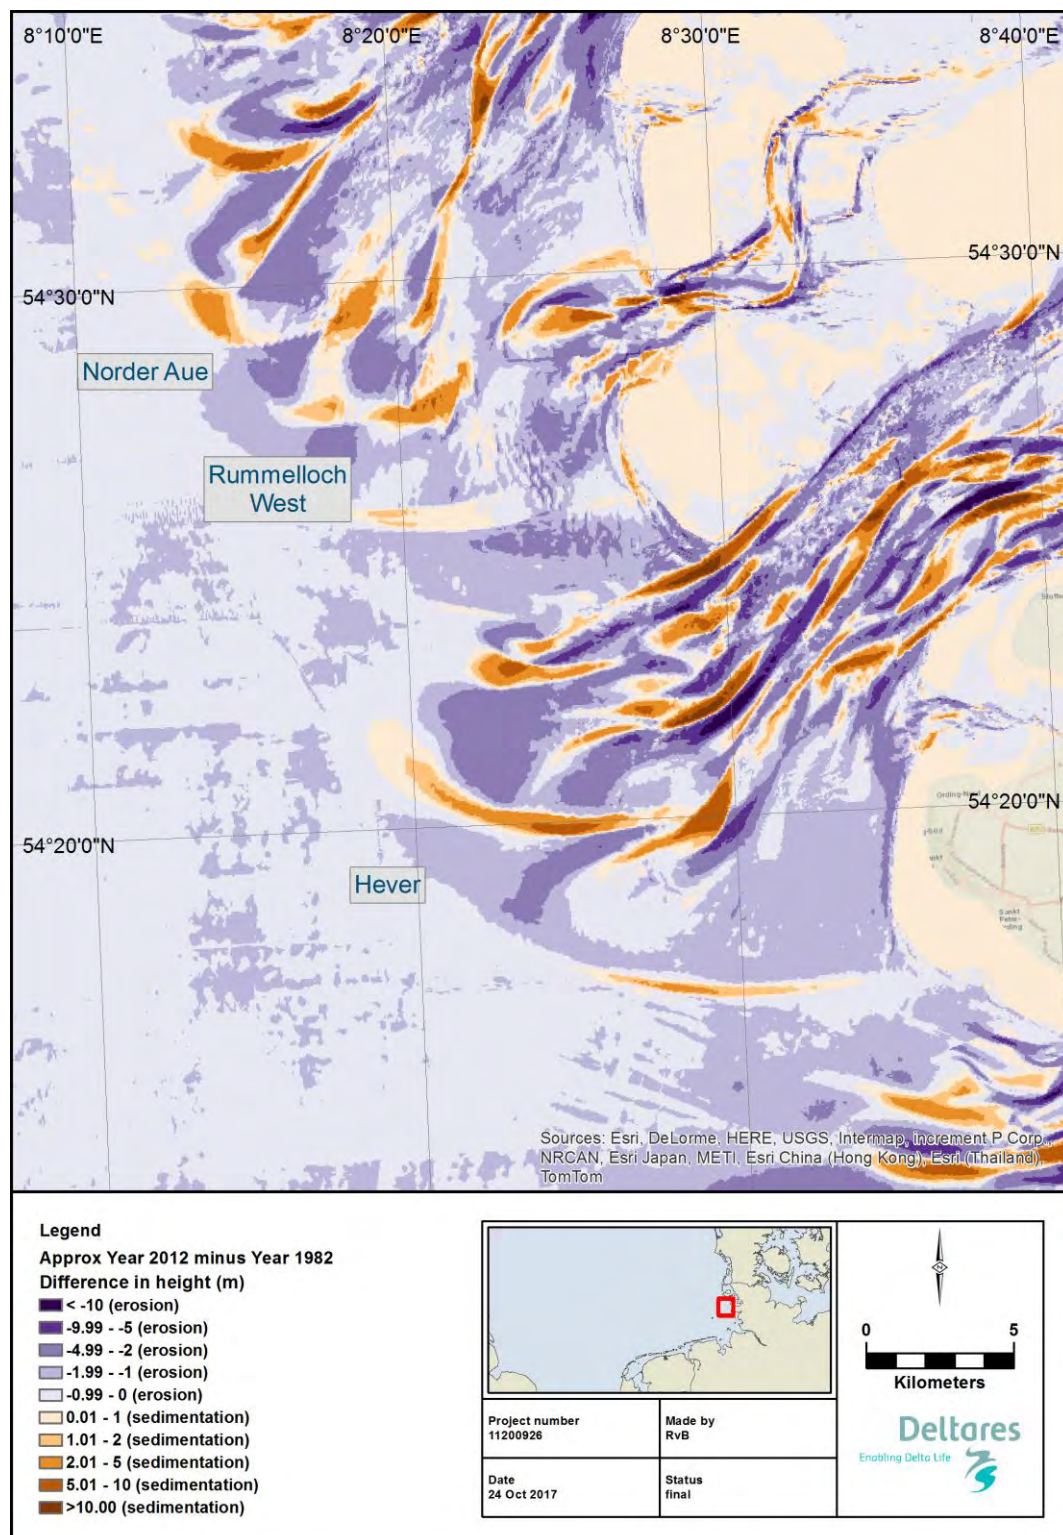 8°10'0"E
8°20'0"E
8°30'0"E
8°40'0"E
54°30'0"N
54°30'0"N
Norder Aue
Rummelloch
West
Ording-Nord
54°20'0"N
54°20'0"N
Hever
Sankt
Peter-
Sources: Esri, DeLorme, HERE, USGS, Intermap, increment P Corp.,
NRCAN, Esri Japan, METI, Esri China (Hong Kong), Esri (Thailand),
TomTom
Legend
Approx Year 2012 minus Year 1982
Difference in height (m)
< -10 (erosion)
-9.99 - -5 (erosion)
-4.99 - -2 (erosion)
-1.99 - -1 (erosion)
-0.99 - 0 (erosion)
0.01 - 1 (sedimentation)
1.01 - 2 (sedimentation)
2.01 - 5 (sedimentation)
5.01 - 10 (sedimentation)
>10.00 (sedimentation)
Project number
11200926
Made by
RvB
Date
24 Oct 2017
Status
final
N
0 5
Kilometers
Deltares
Enabling Delta Life